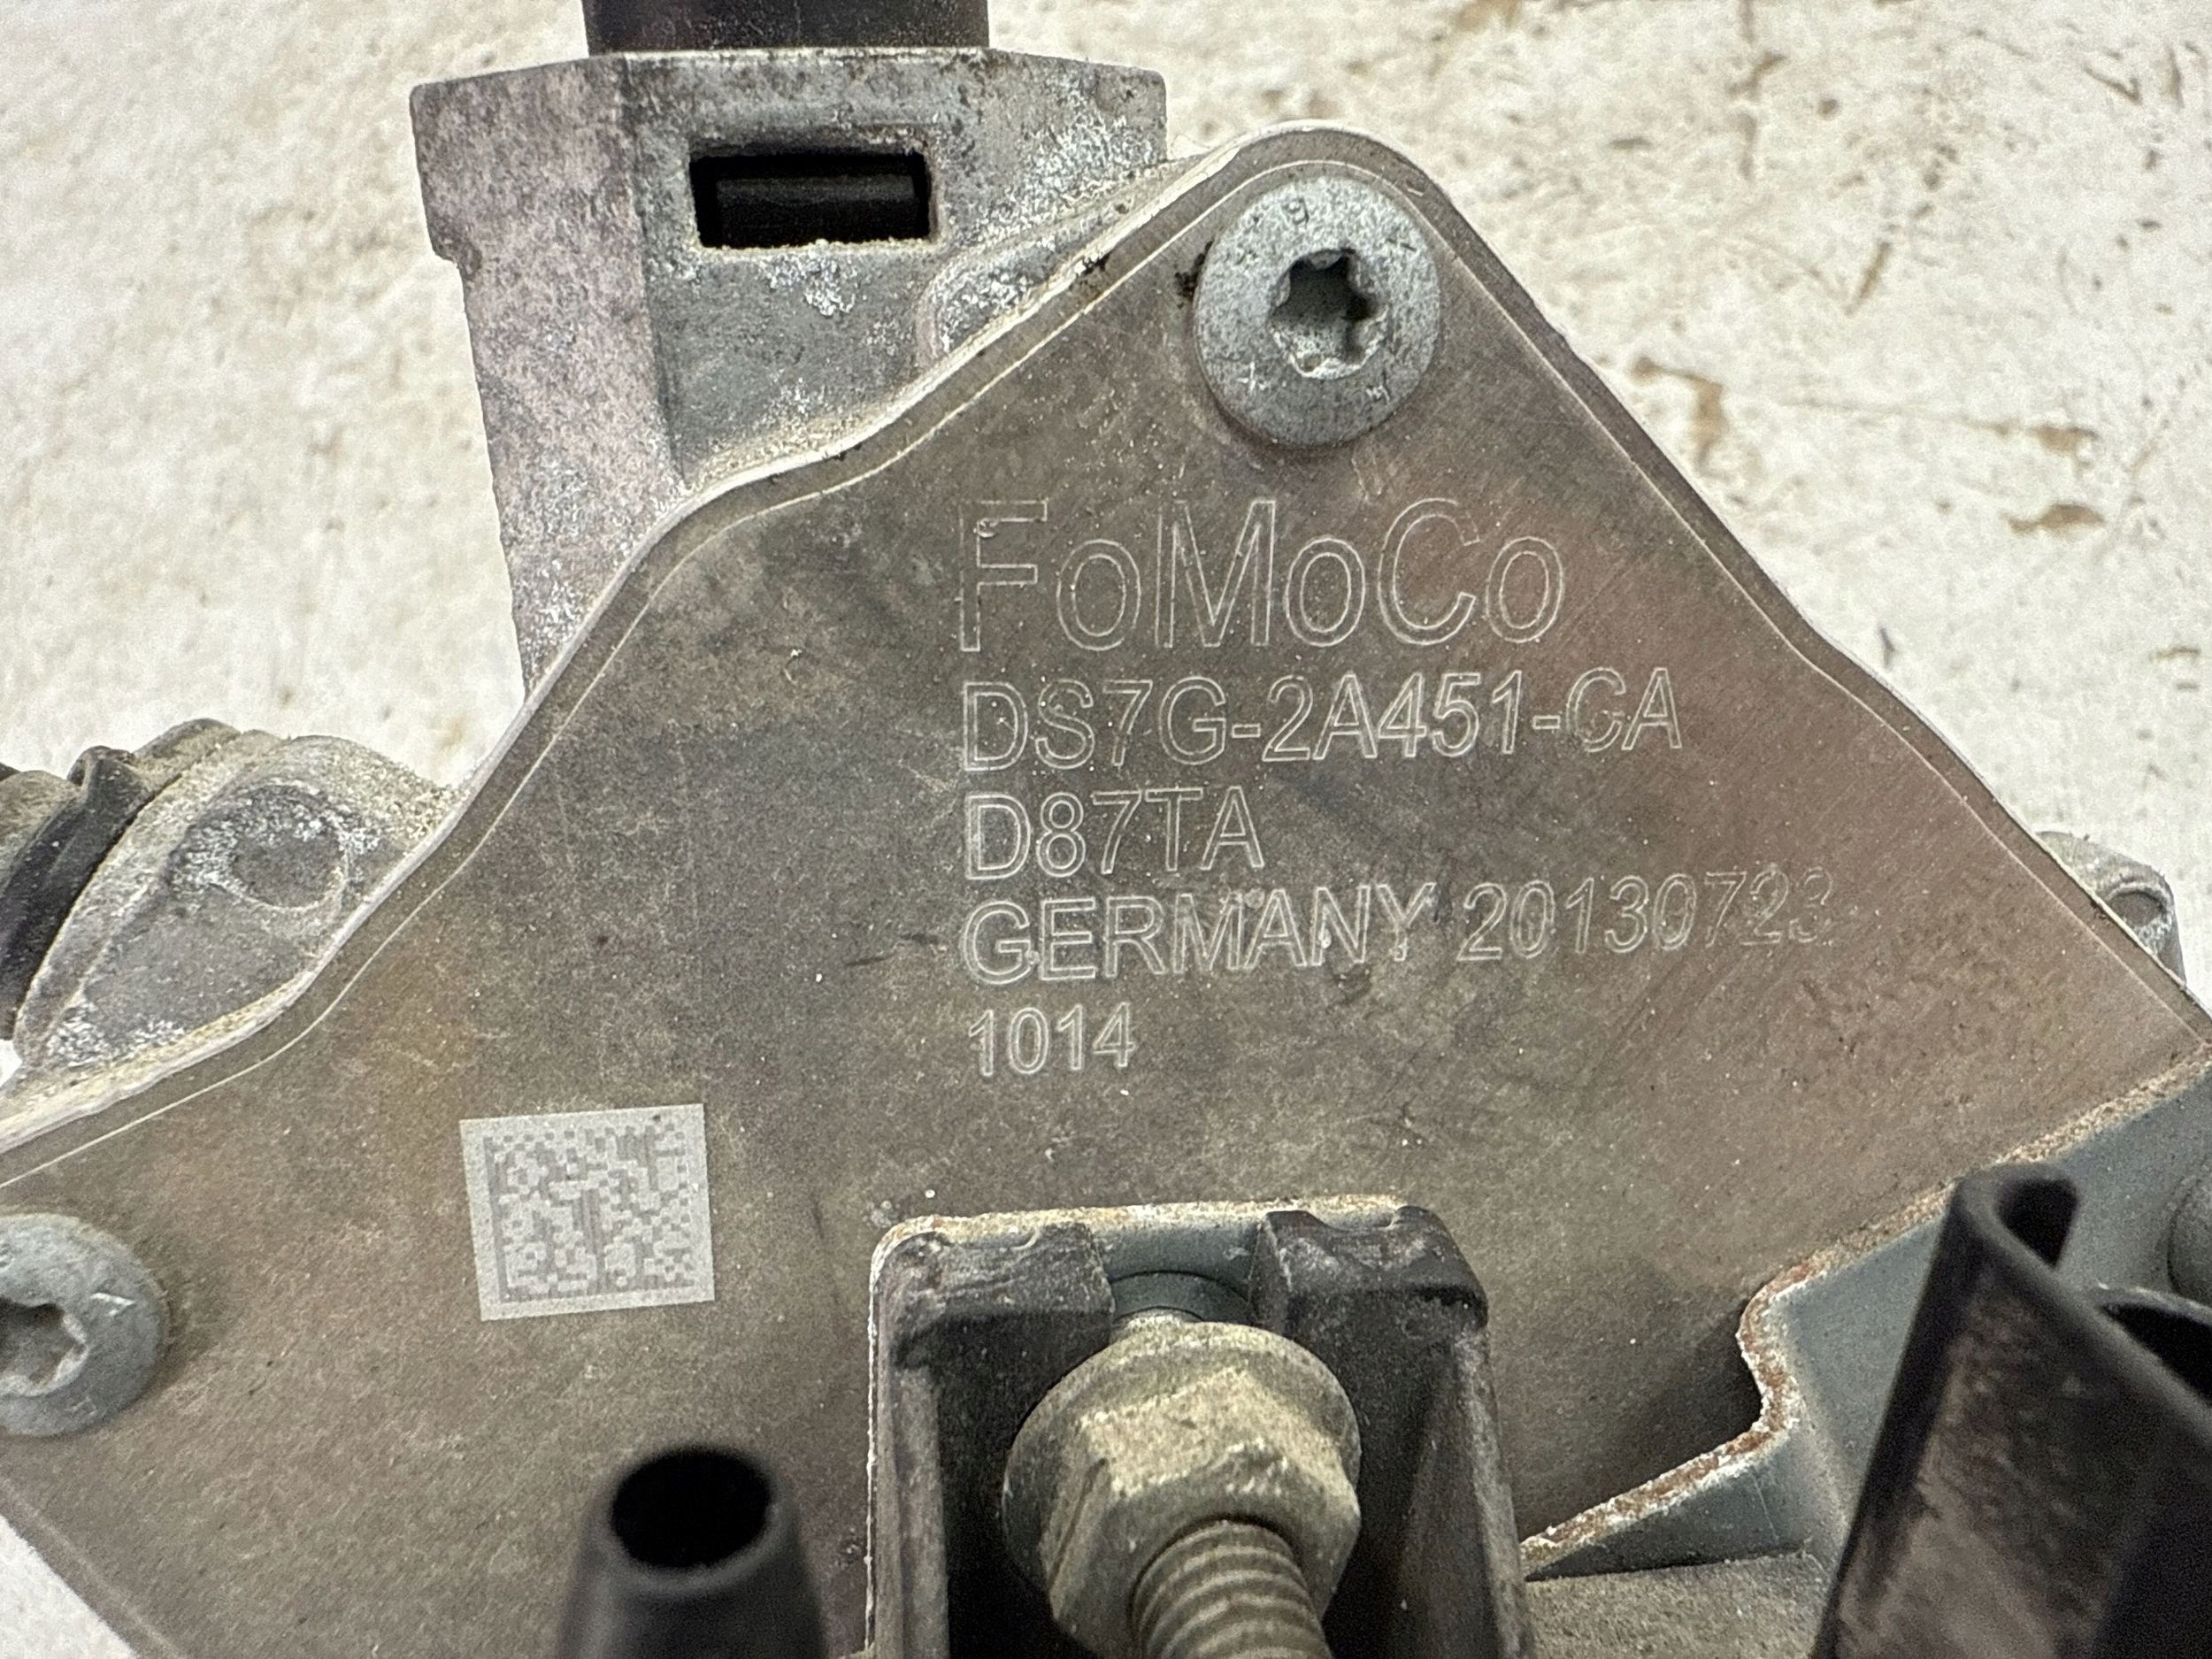 FoMoCo
DS7G-2A451-CA
D87TA
GERMANY 20130723
1014